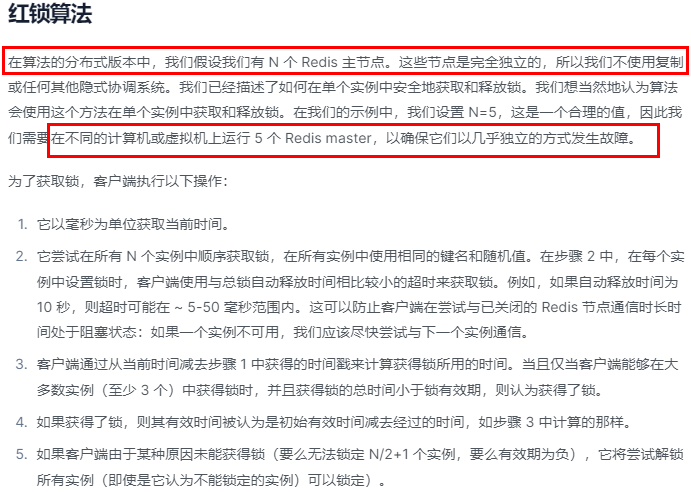 红锁算法
在算法的分布式版本中，我们假设我们有 N 个 Redis 主节点。这些节点是完全独立的，所以我们不使用复制
或任何其他隐式协调系统。我们已经描述了如何在单个实例中安全地获取和释放锁。我们想当然地认为算法
会使用这个方法在单个实例中获取和释放锁。在我们的示例中，我们设置 N=5，这是一个合理的值，因此我
们需要在不同的计算机或虚拟机上运行 5 个 Redis master，以确保它们以几乎独立的方式发生故障。
为了获取锁，客户端执行以下操作：
1. 它以毫秒为单位获取当前时间。
2. 它尝试在所有 N 个实例中顺序获取锁，在所有实例中使用相同的键名和随机值。在步骤 2 中，在每个实
例中设置锁时，客户端使用与总锁自动释放时间相比较小的超时来获取锁。例如，如果自动释放时间为
10 秒，则超时可能在 ~ 5-50 毫秒范围内。这可以防止客户端在尝试与已关闭的 Redis 节点通信时长时
间处于阻塞状态：如果一个实例不可用，我们应该尽快尝试与下一个实例通信。
3. 客户端通过从当前时间减去步骤 1 中获得的时间戳来计算获得锁所用的时间。当且仅当客户端能够在大
多数实例（至少 3 个）中获得锁时，并且获得锁的总时间小于锁有效期，则认为获得了锁。
4. 如果获得了锁，则其有效时间被认为是初始有效时间减去经过的时间，如步骤 3 中计算的那样。
5. 如果客户端由于某种原因未能获得锁（要么无法锁定 N/2+1 个实例，要么有效期为负），它将尝试解锁
所有实例（即使是它认为不能锁定的实例）可以锁定）。